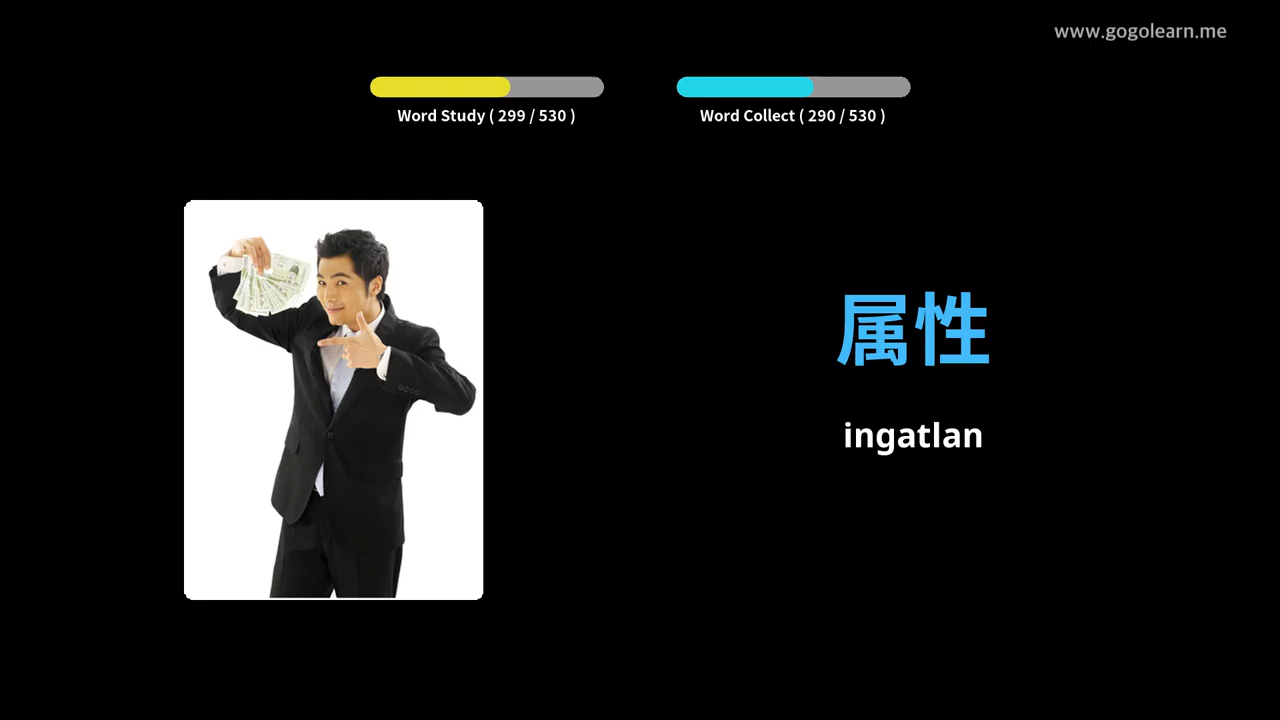 www.gogolearn.me
Word Study ( 299 / 530 )
Word Collect ( 290 / 530 )
属性
ingatlan